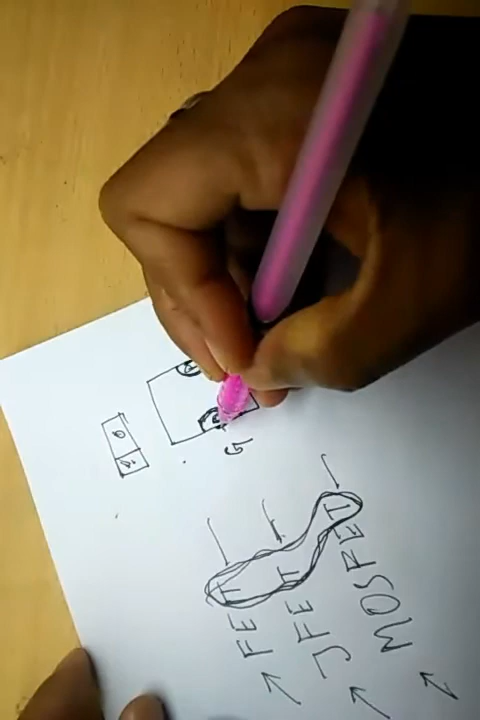 → FET
→ JFET
→ MOSFET
G